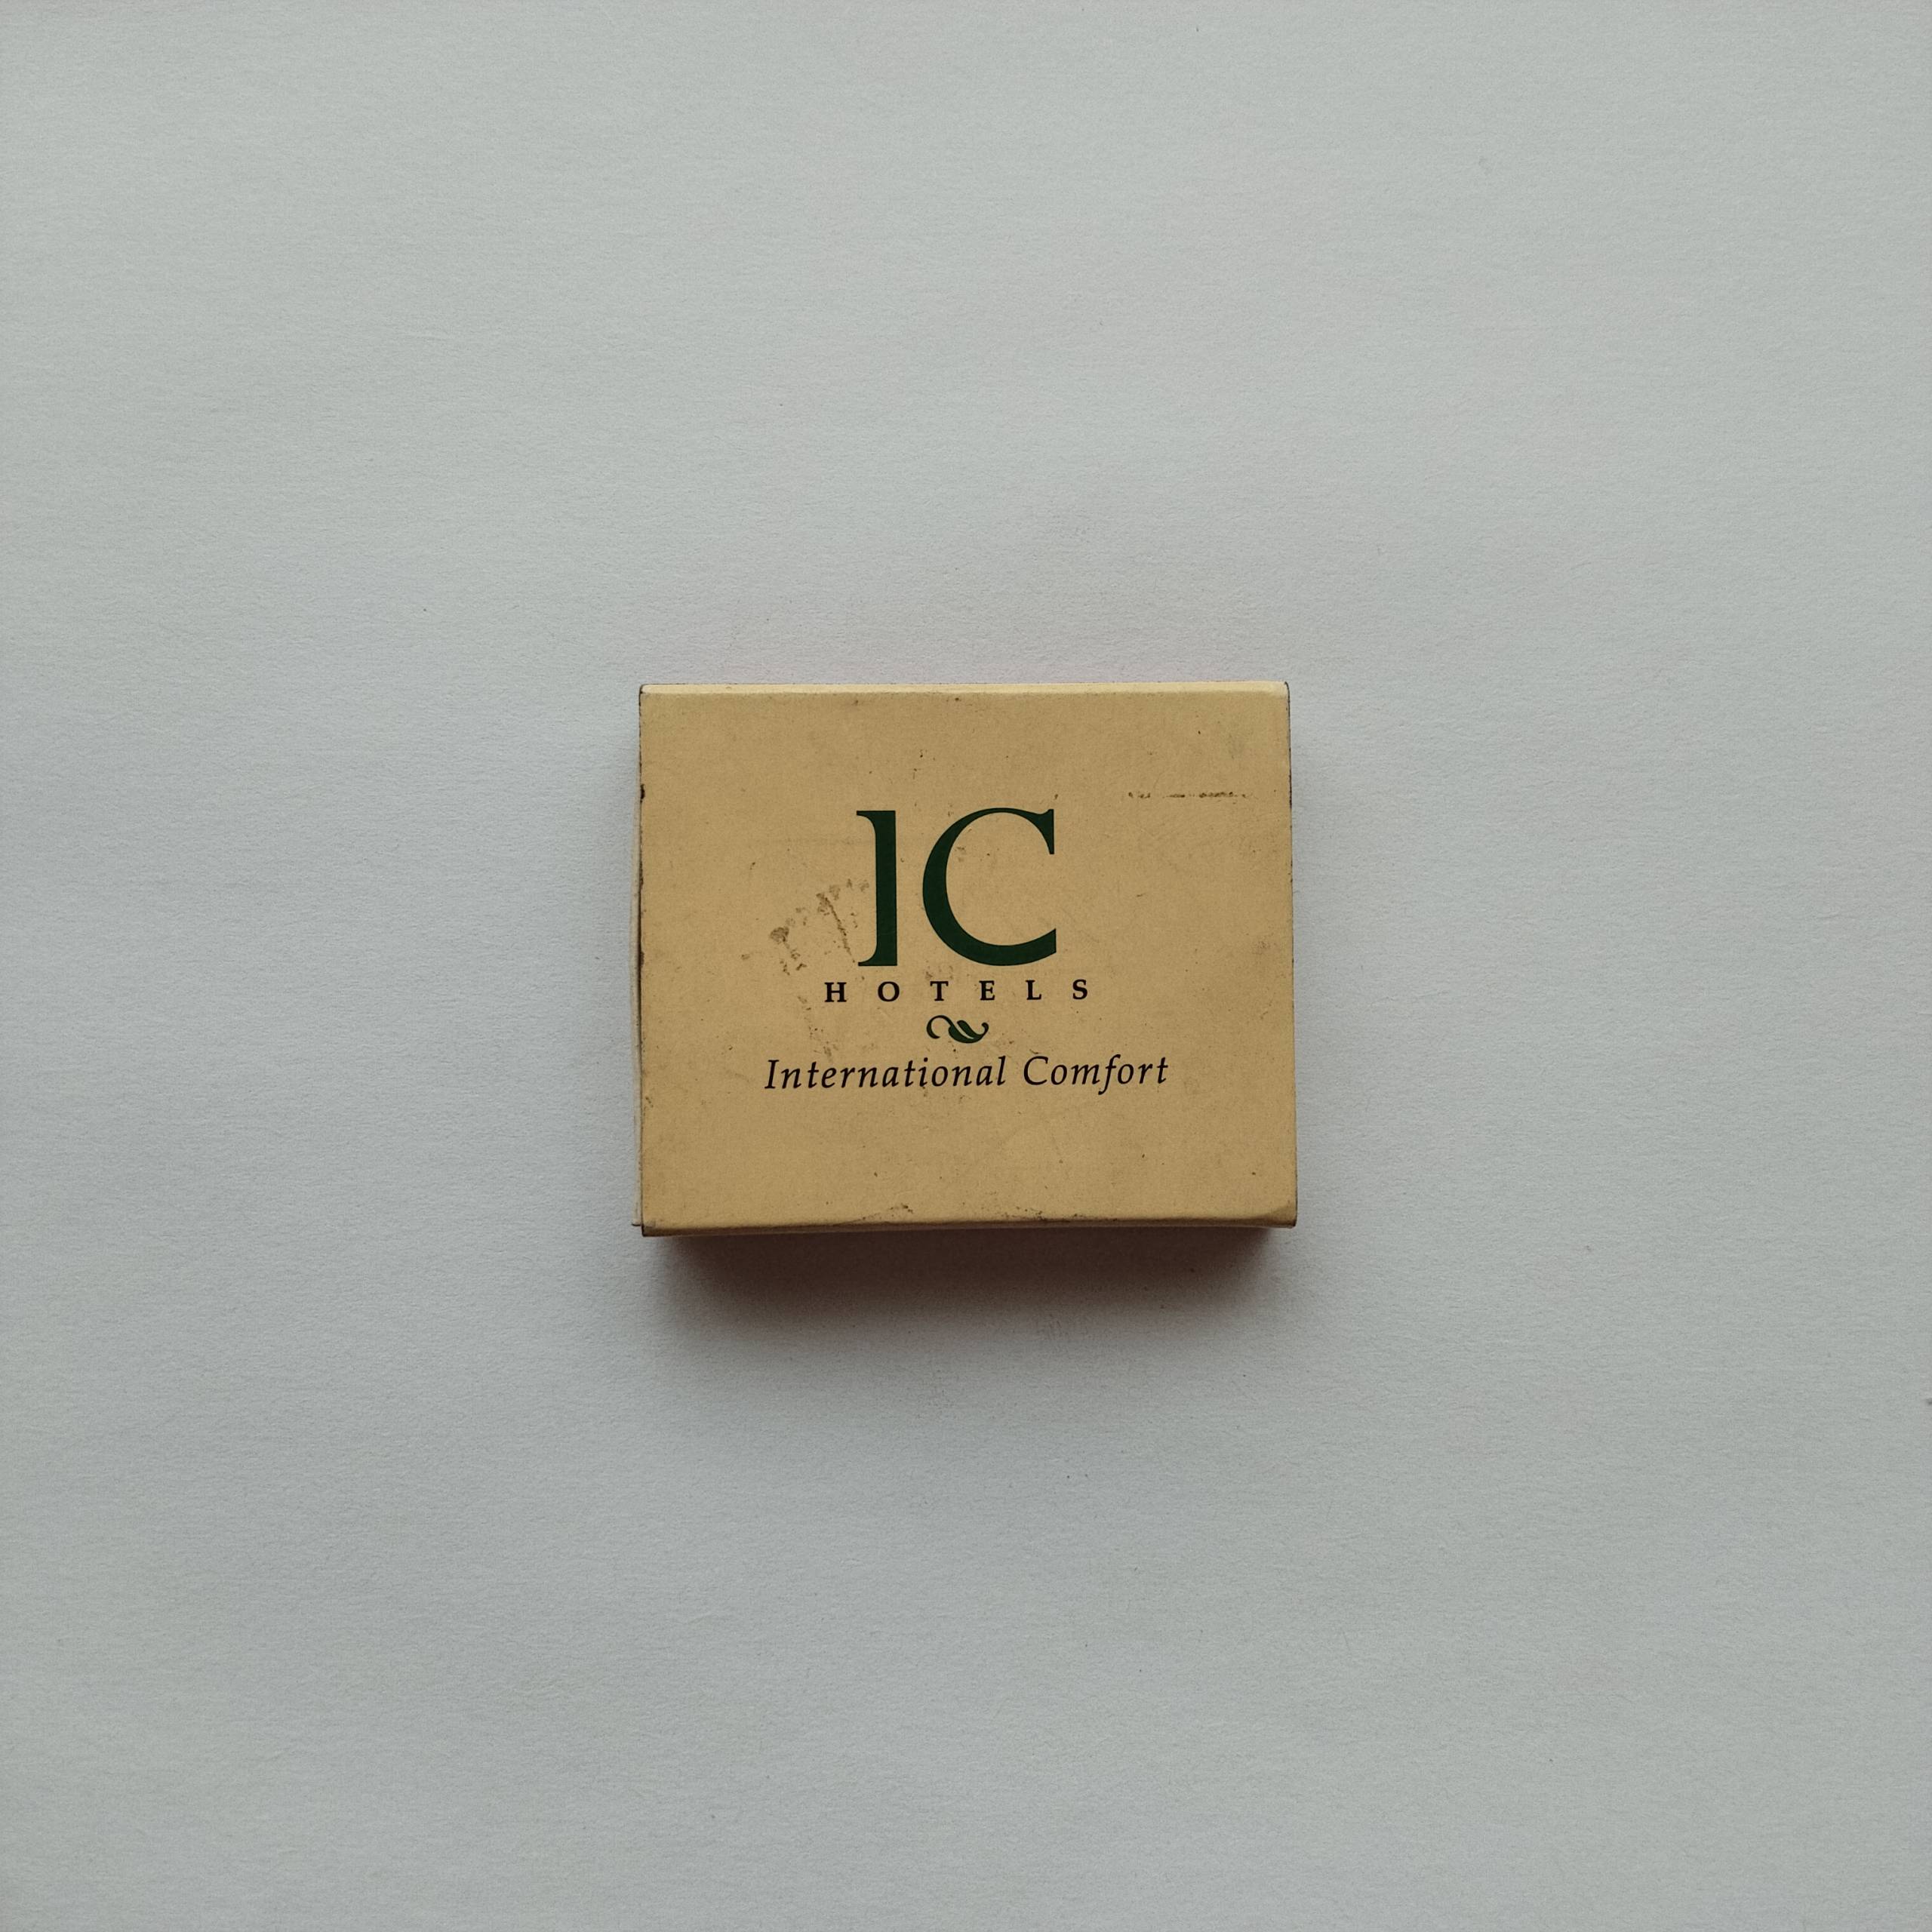 IC
HOTELS
International Comfort